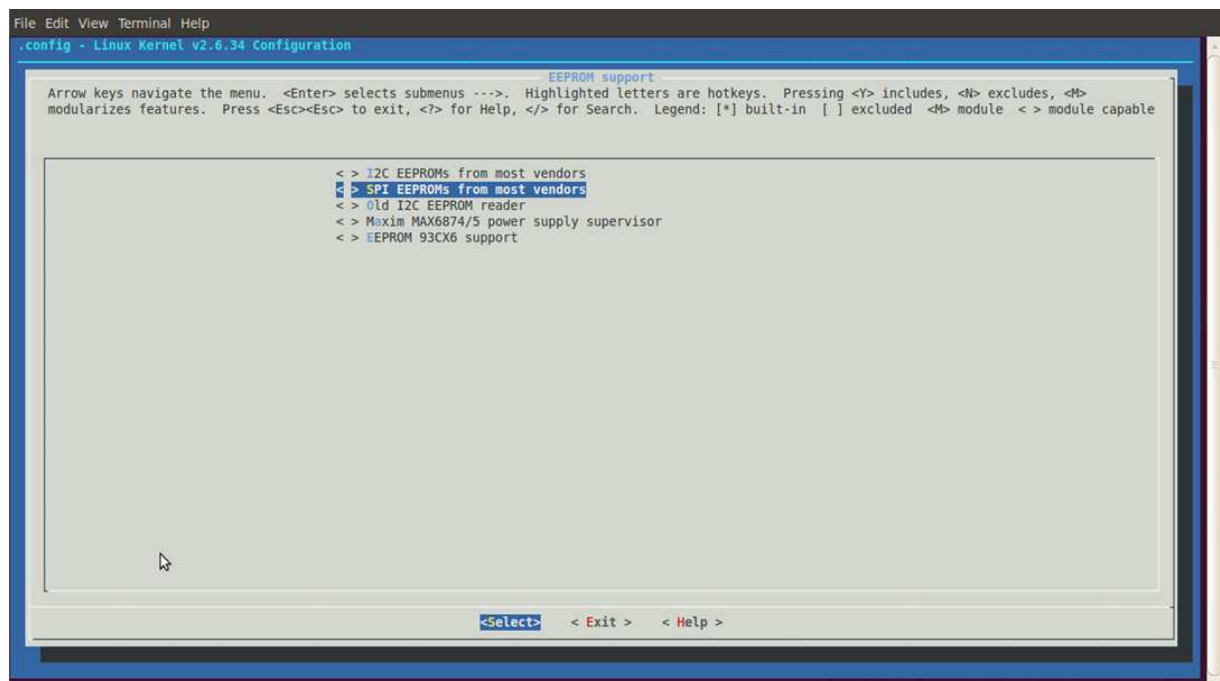 File Edit View Terminal Help
.config - Linux Kernel v2.6.34 Configuration
EEPROM support
Arrow keys navigate the menu.  <Enter> selects submenus --->.  Highlighted letters are hotkeys.  Pressing <Y> includes, <N> excludes, <M>
modularizes features.  Press <Esc><Esc> to exit, <?> for Help, </> for Search.  Legend: [*] built-in  [ ] excluded  <M> module  < > module capable
< > I2C EEPROMs from most vendors
< > SPI EEPROMs from most vendors
< > Old I2C EEPROM reader
< > Maxim MAX6874/5 power supply supervisor
< > EEPROM 93CX6 support
<Select>    < Exit >    < Help >